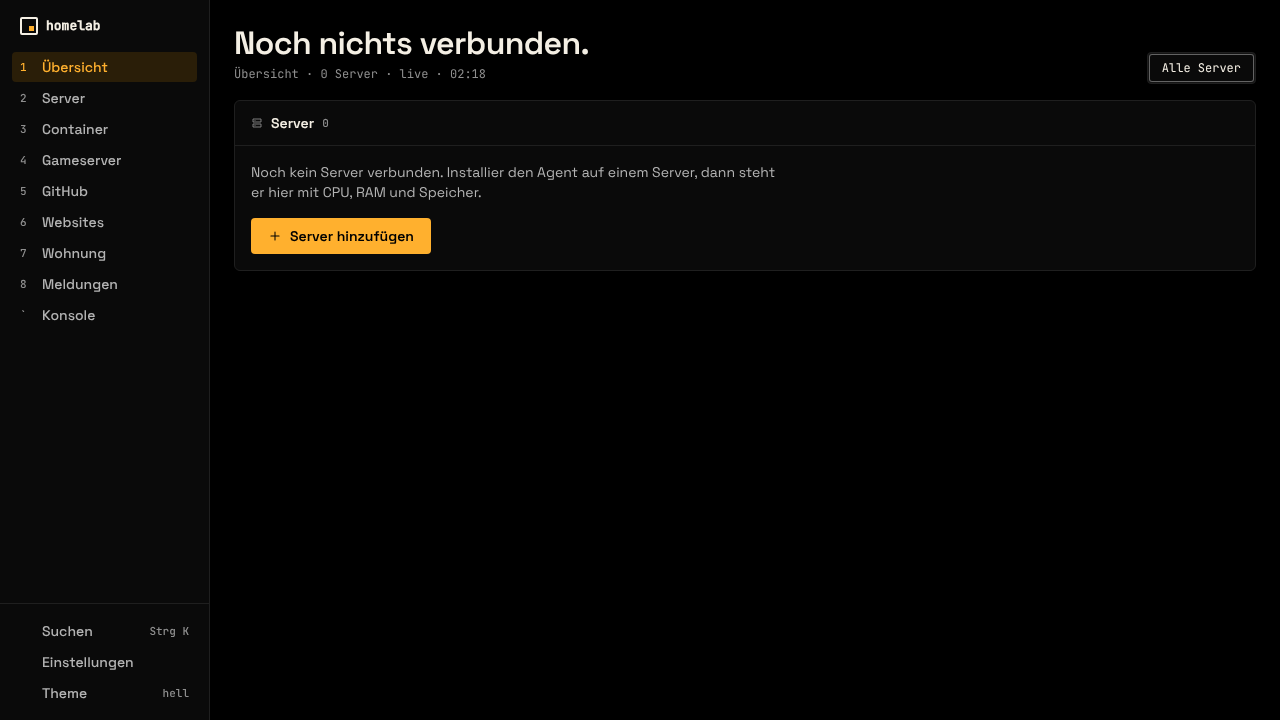 homelab
1 Übersicht
2 Server
3 Container
4 Gameserver
5 GitHub
6 Websites
7 Wohnung
8 Meldungen
` Konsole
Suchen Strg K
Einstellungen
Theme hell
Noch nichts verbunden.
Übersicht · 0 Server · live · 02:18
Alle Server
Server 0
Noch kein Server verbunden. Installier den Agent auf einem Server, dann steht
er hier mit CPU, RAM und Speicher.
+ Server hinzufügen